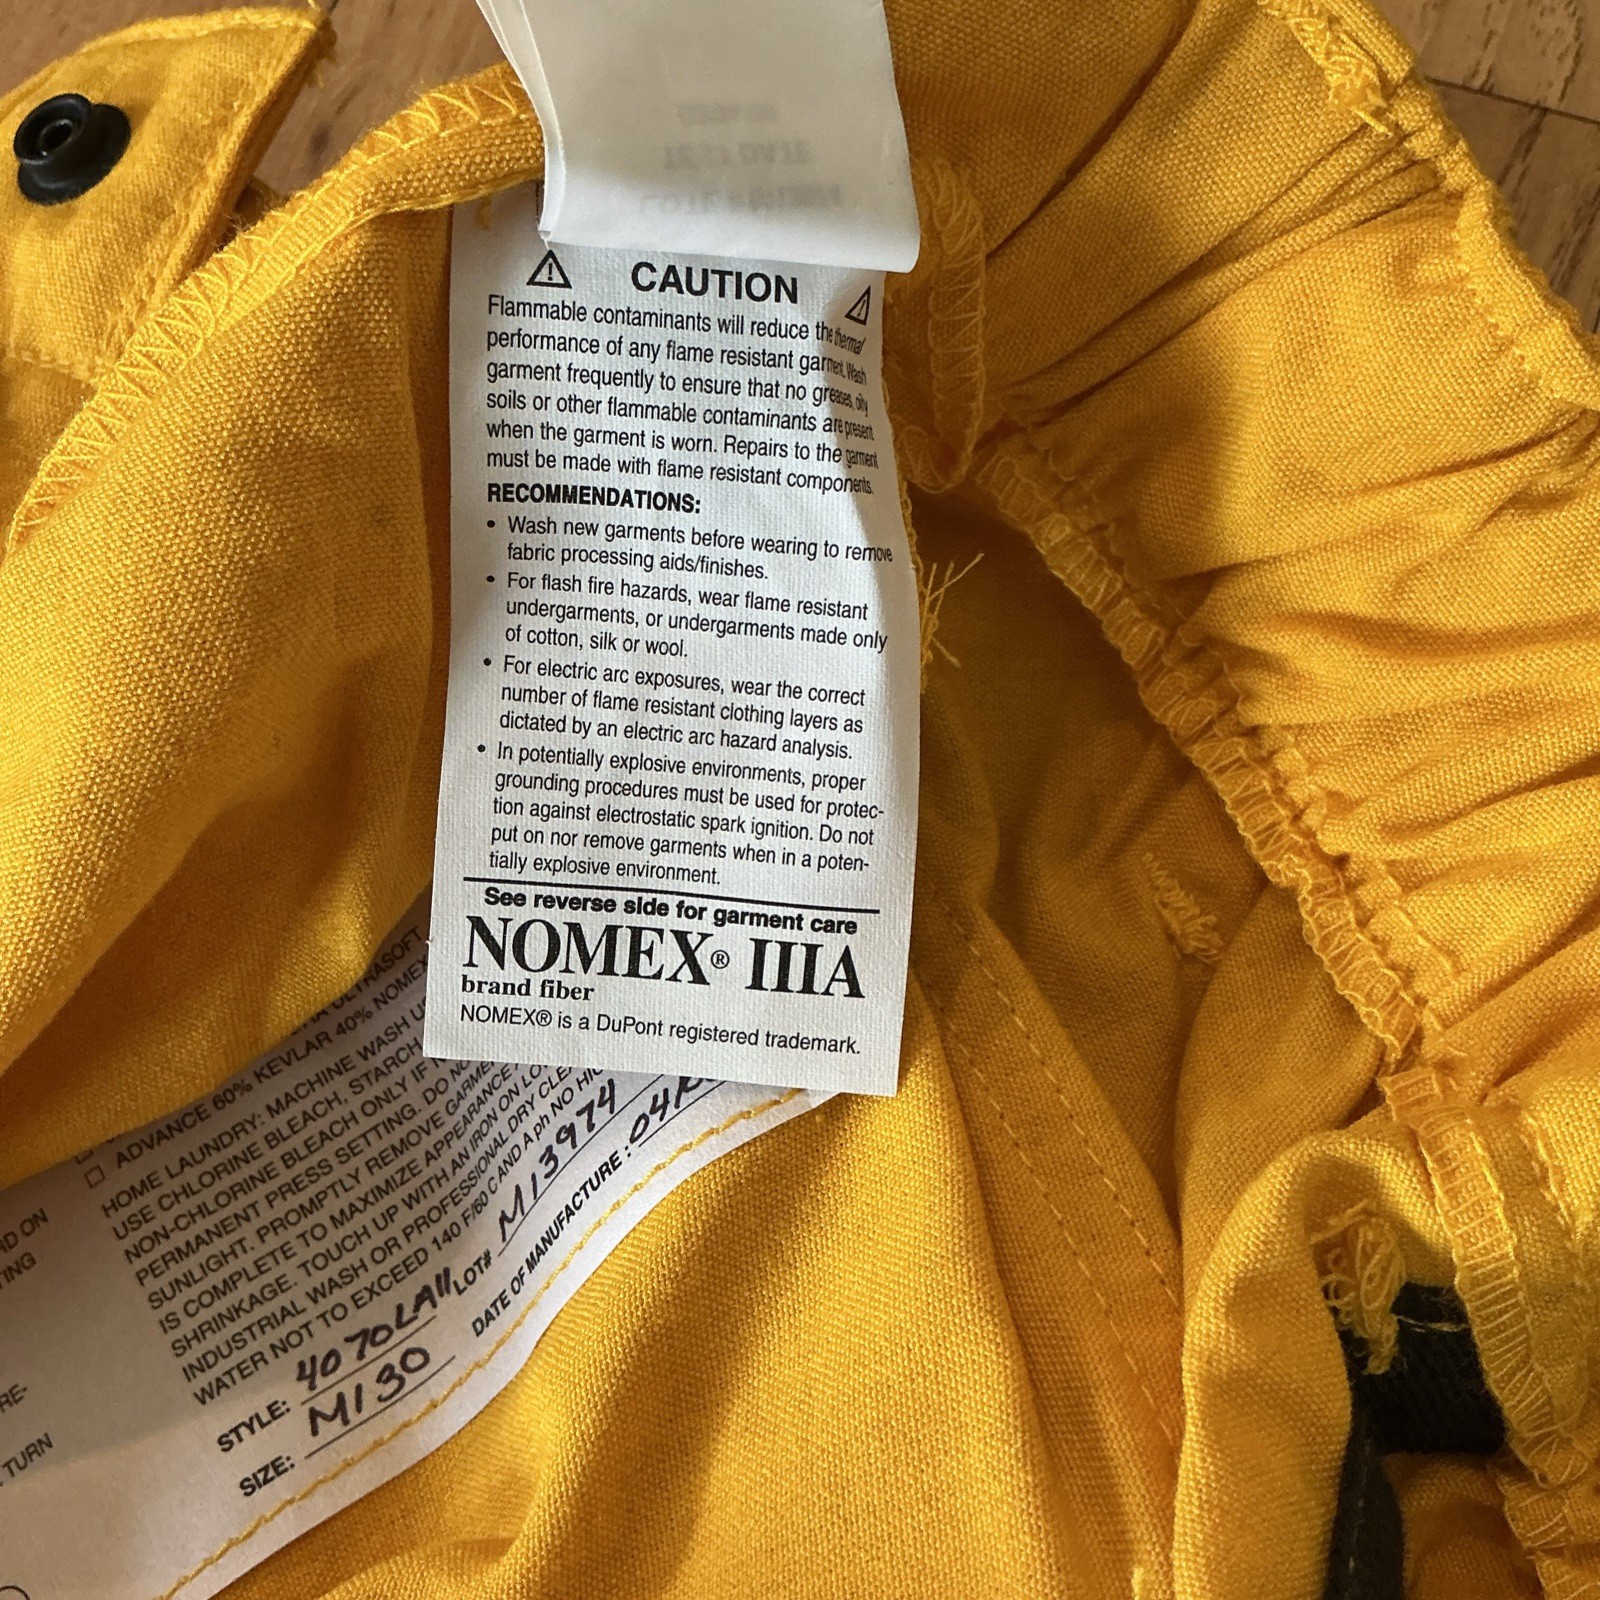 CAUTION
Flammable contaminants will reduce the thermal
performance of any flame resistant garment. Wash
garment frequently to ensure that no greases, oily
soils or other flammable contaminants are present
when the garment is worn. Repairs to the garment
must be made with flame resistant components.
RECOMMENDATIONS:
• Wash new garments before wearing to remove
fabric processing aids/finishes.
• For flash fire hazards, wear flame resistant
undergarments, or undergarments made only
of cotton, silk or wool.
• For electric arc exposures, wear the correct
number of flame resistant clothing layers as
dictated by an electric arc hazard analysis.
• In potentially explosive environments, proper
grounding procedures must be used for protec-
tion against electrostatic spark ignition. Do not
put on nor remove garments when in a poten-
tially explosive environment.
See reverse side for garment care
NOMEX® IIIA
brand fiber
NOMEX® is a DuPont registered trademark.
ULTRASOFT
ADVANCE 60% KEVLAR 40% NOMEX
HOME LAUNDRY: MACHINE WASH
USE CHLORINE BLEACH, STARCH
NON-CHLORINE BLEACH ONLY IF
PERMANENT PRESS SETTING. DO
SUNLIGHT. PROMPTLY REMOVE
IS COMPLETE TO MAXIMIZE APPEARANCE
SHRINKAGE. TOUCH UP WITH AN IRON ON
INDUSTRIAL WASH OR PROFESSIONAL DRY
WATER NOT TO EXCEED 140 F/60 C AND A ph NO
STYLE: 4070LA11 LOT# M13974
SIZE: M130 DATE OF MANUFACTURE:
ON
TING
RE-
TURN